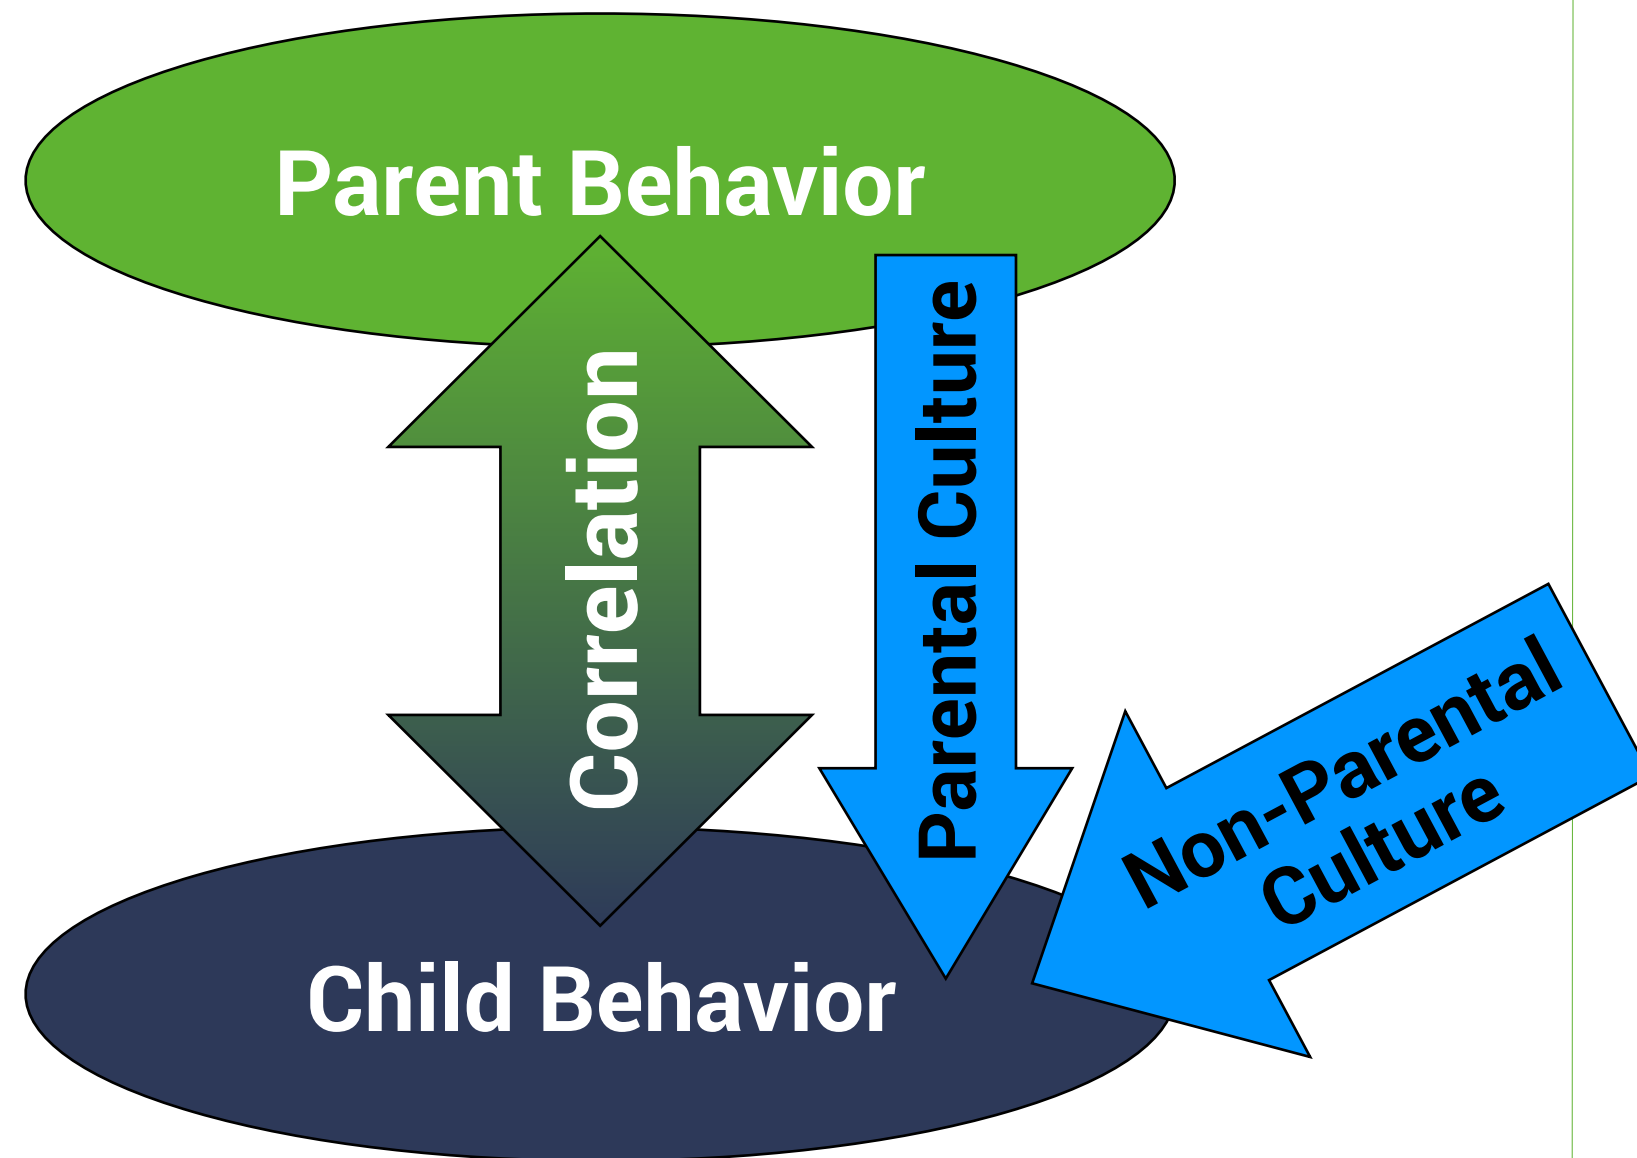 Parent Behavior
Correlation
Parental Culture
Non-Parental
Culture
Child Behavior